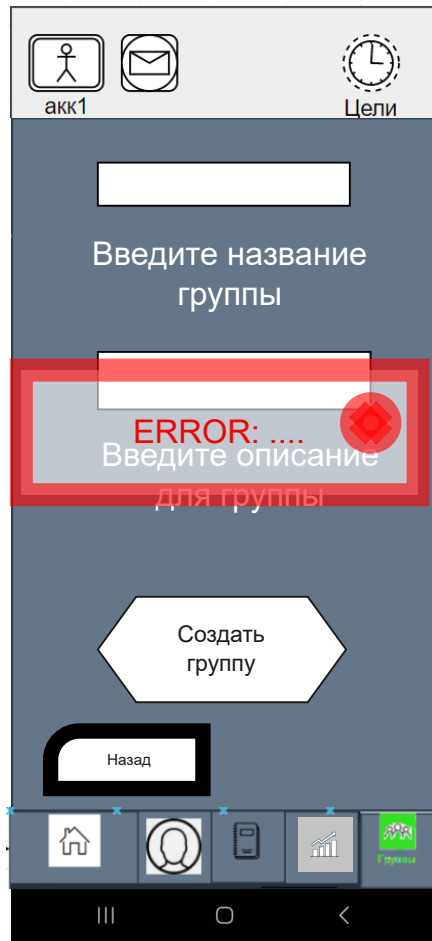 акк1
Цели
Введите название
группы
ERROR: ....
Введите описание
для группы
Создать
группу
Назад
Группы